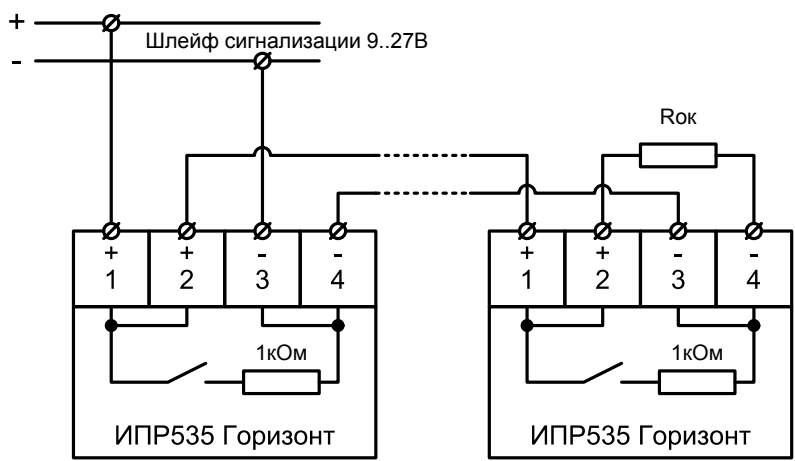 +
Шлейф сигнализации 9..27В
-
Rок
+ + - - + + - -
1 2 3 4 1 2 3 4
1кОм 1кОм
ИПР535 Горизонт ИПР535 Горизонт